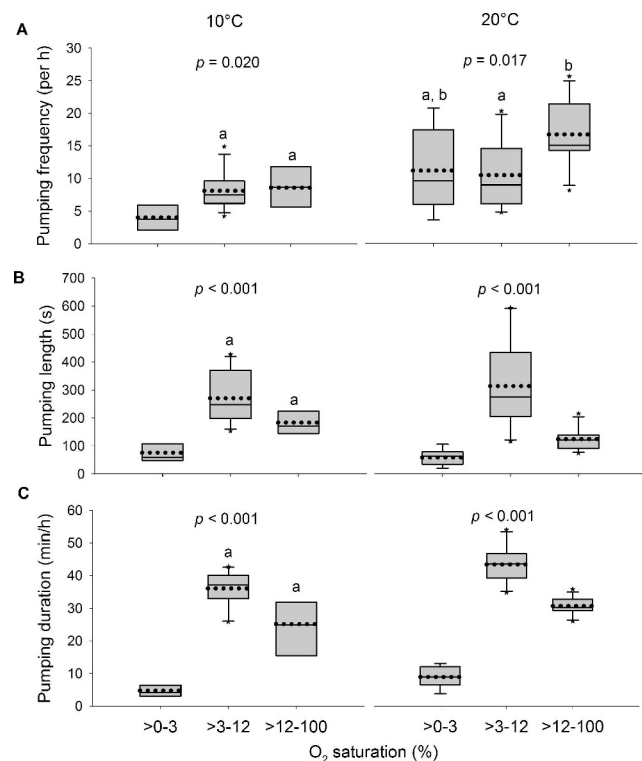 10°C 20°C
A
Pumping frequency (per h)
30
25
20
15
10
5
0
p = 0.020
a
a
p = 0.017
a, b
a
b
B
Pumping length (s)
700
600
500
400
300
200
100
0
p < 0.001
a
a
p < 0.001
C
Pumping duration (min/h)
60
50
40
30
20
10
0
p < 0.001
a
a
p < 0.001
>0-3 >3-12 >12-100 >0-3 >3-12 >12-100
O₂ saturation (%)